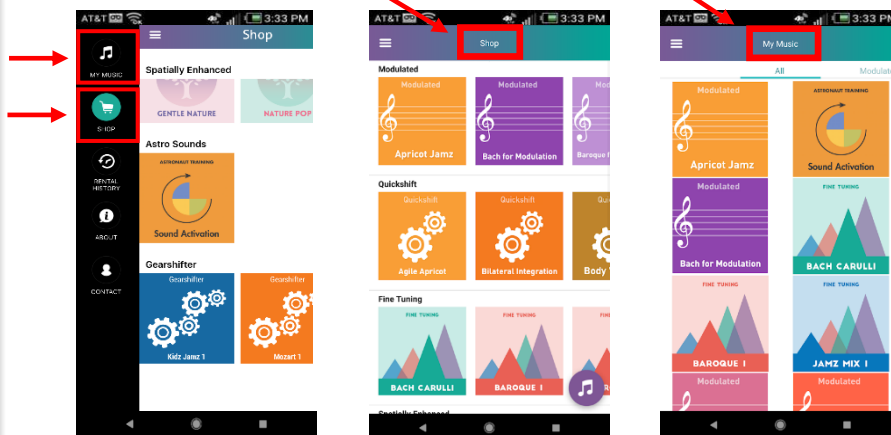 AT&T 3:33 PM
Shop
MY MUSIC
SHOP
RENTAL
HISTORY
ABOUT
CONTACT
Spatially Enhanced
GENTLE NATURE
NATURE POP
Astro Sounds
ASTRONAUT TRAINING
Sound Activation
Gearshifter
Gearshifter
Gearshifter
Kidz Jamz 1
Mozart 1
AT&T 3:33 PM
Shop
Modulated
Modulated
Modulated
Apricot Jamz
Bach for Modulation
Quickshift
Quickshift
Quickshift
Agile Apricot
Bilateral Integration
Body
Fine Tuning
FINE TUNING
FINE TUNING
BACH CARULLI
BAROQUE I
Spatially Enhanced
AT&T 3:33 PM
My Music
All
Modulate
Modulated
ASTRONAUT TRAINING
Apricot Jamz
Sound Activation
Modulated
FINE TUNING
Bach for Modulation
BACH CARULLI
FINE TUNING
FINE TUNING
BAROQUE I
JAMZ MIX I
Modulated
Modulated